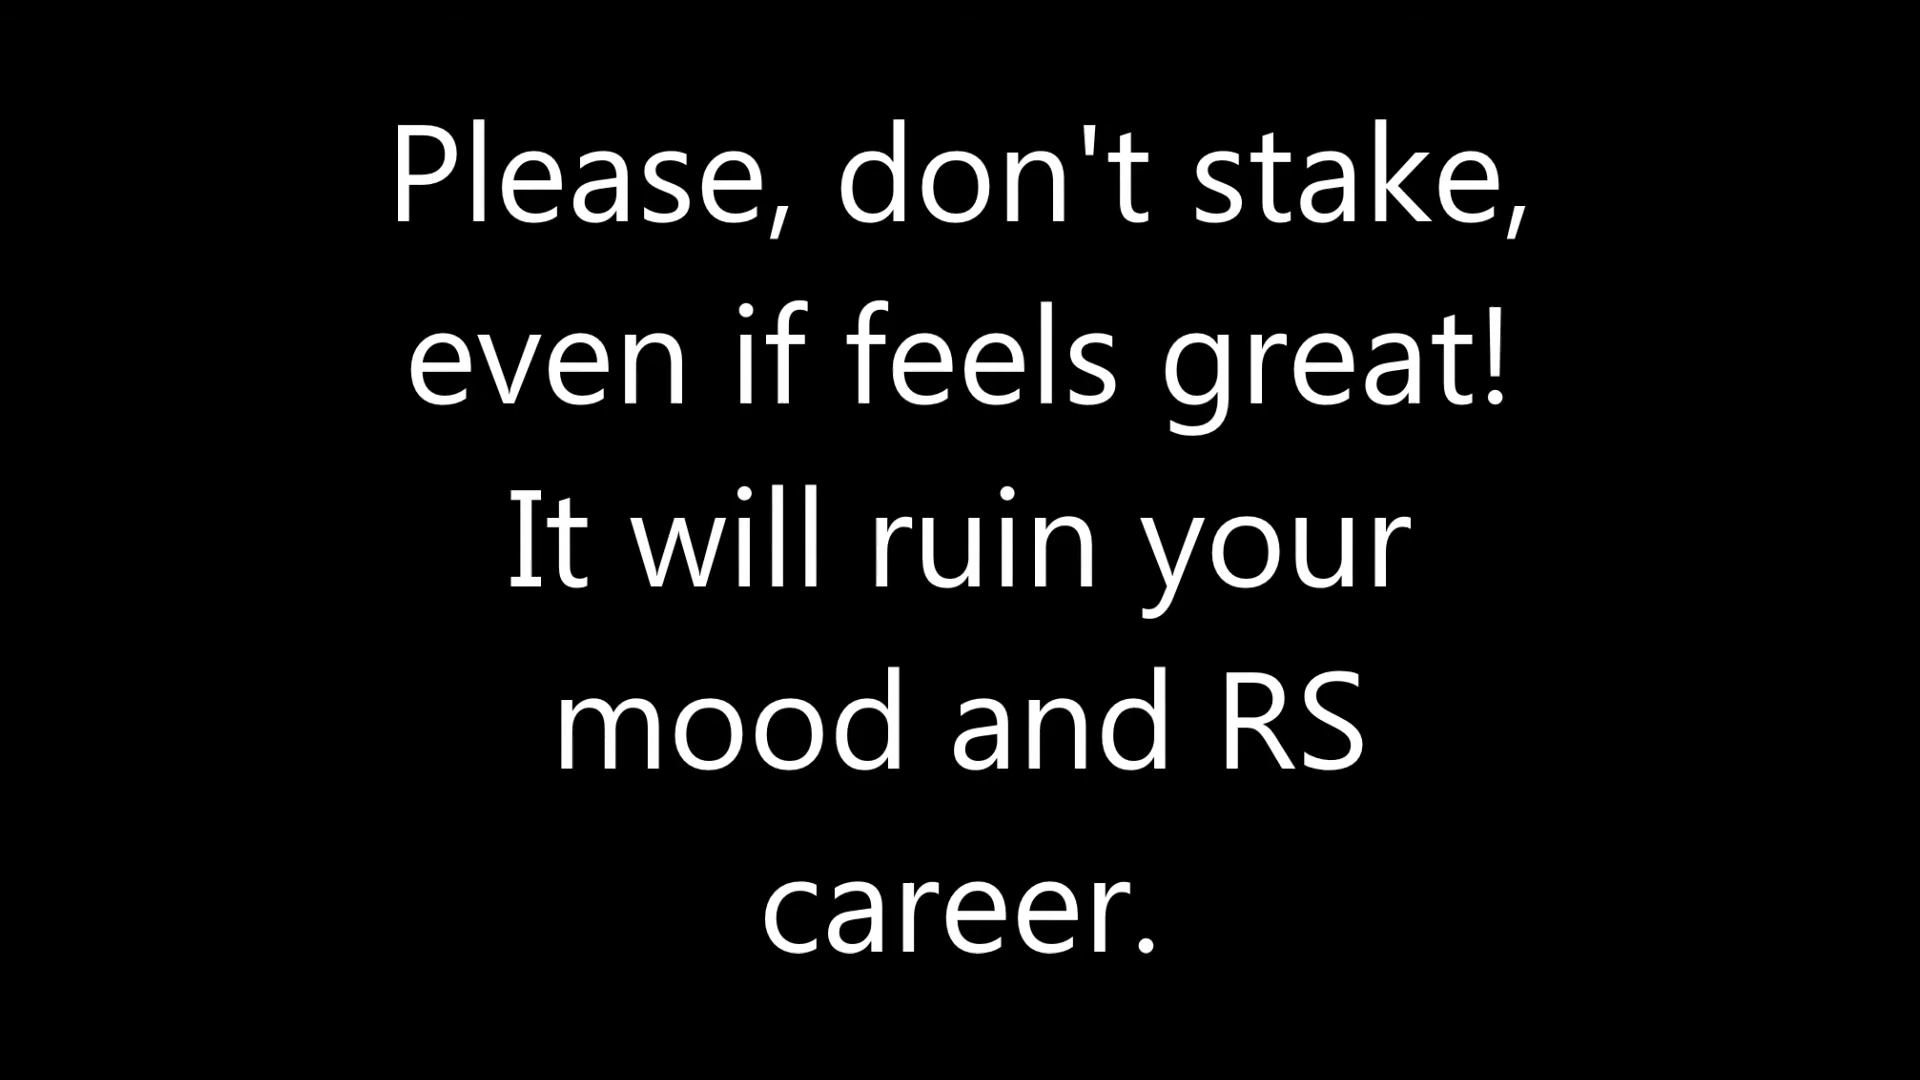 Please, don't stake,
even if feels great!
It will ruin your
mood and RS
career.